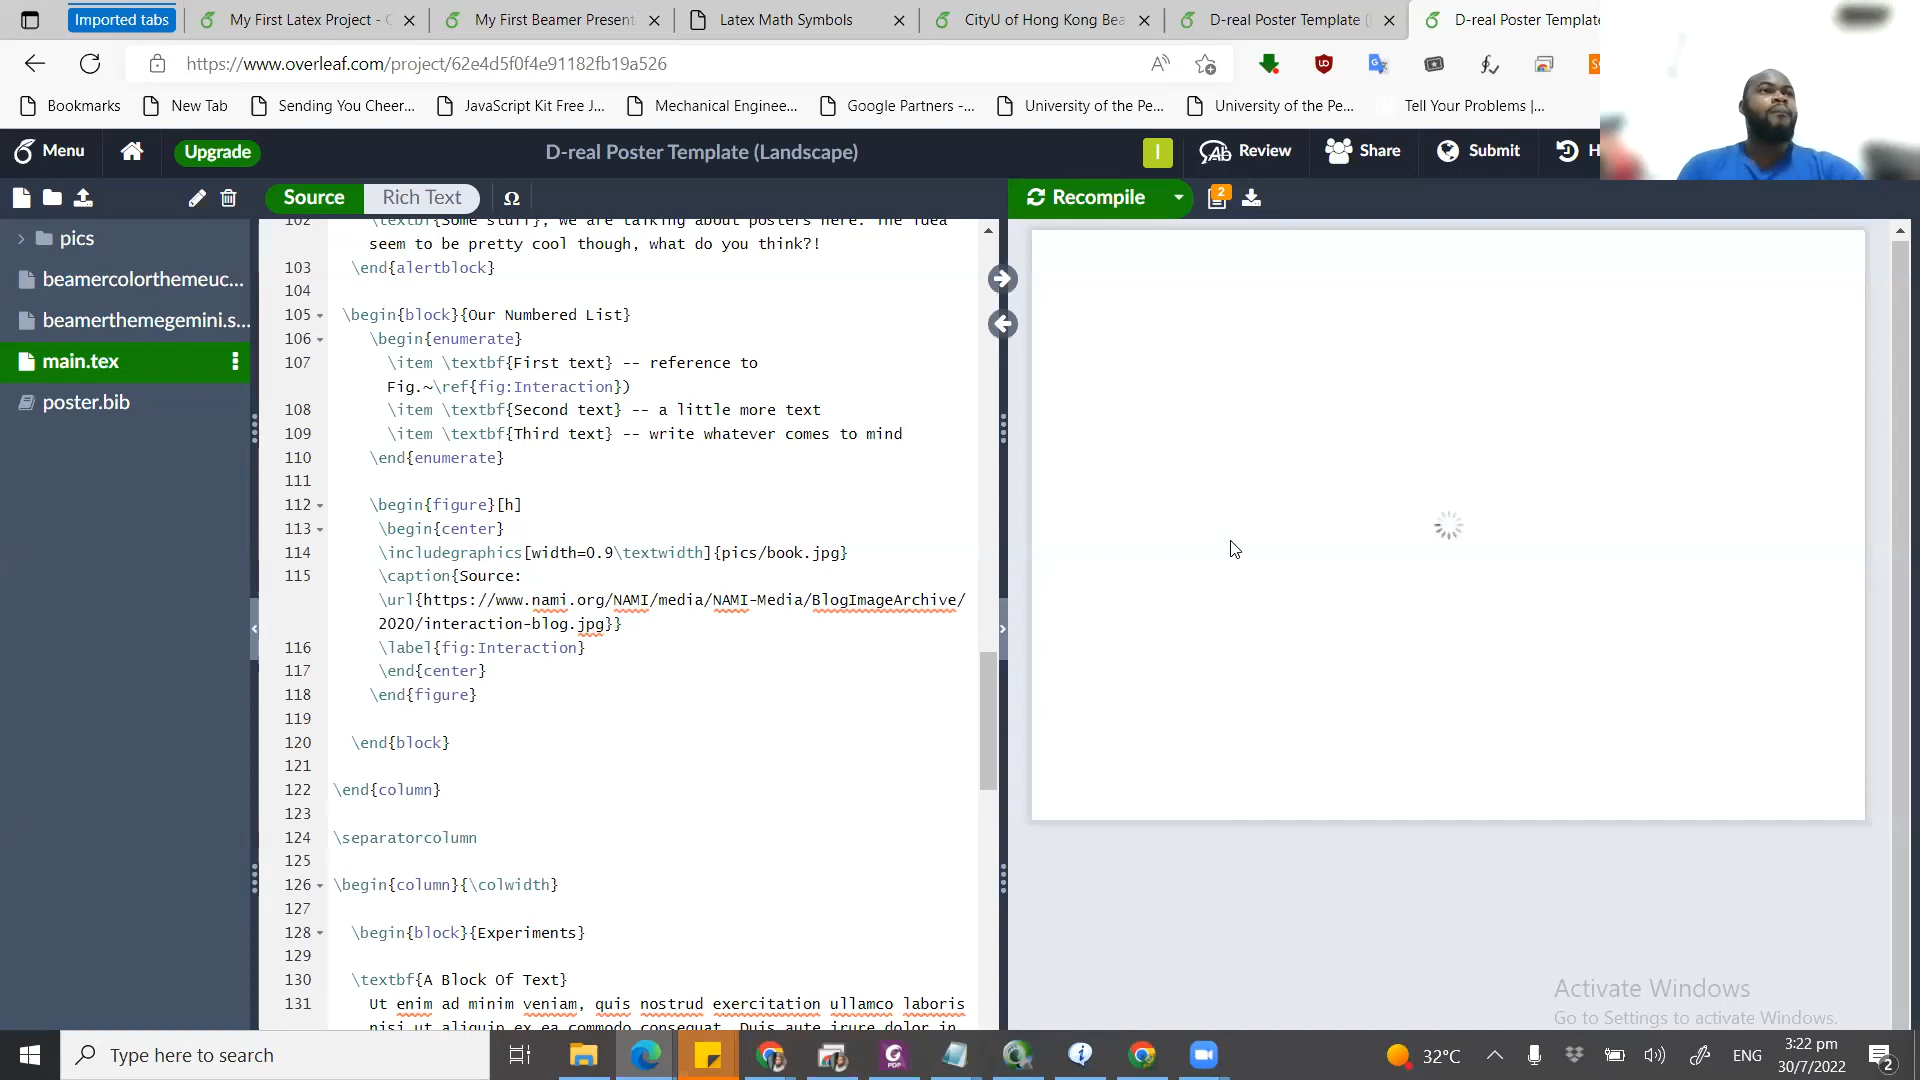 Imported tabs
My First Latex Project - O
My First Beamer Present
Latex Math Symbols
CityU of Hong Kong Bea
D-real Poster Template (
D-real Poster Template
https://www.overleaf.com/project/62e4d5f0f4e91182fb19a526
Bookmarks
New Tab
Sending You Cheer...
JavaScript Kit Free J...
Mechanical Enginee...
Google Partners -...
University of the Pe...
University of the Pe...
Tell Your Problems |...
Menu
Upgrade
D-real Poster Template (Landscape)
I
Review
Share
Submit
H
Source
Rich Text
Ω
Recompile
2
pics
beamercolorthemeuc...
beamerthemegemini.s...
main.tex
poster.bib
102 \textbf{Some stuff}, we are talking about posters here. The idea
seem to be pretty cool though, what do you think?!
103 \end{alertblock}
104
105 \begin{block}{Our Numbered List}
106 \begin{enumerate}
107 \item \textbf{First text} -- reference to
Fig.~\ref{fig:Interaction})
108 \item \textbf{Second text} -- a little more text
109 \item \textbf{Third text} -- write whatever comes to mind
110 \end{enumerate}
111
112 \begin{figure}[h]
113 \begin{center}
114 \includegraphics[width=0.9\textwidth]{pics/book.jpg}
115 \caption{Source:
\url{https://www.nami.org/NAMI/media/NAMI-Media/BlogImageArchive/
2020/interaction-blog.jpg}}
116 \label{fig:Interaction}
117 \end{center}
118 \end{figure}
119
120 \end{block}
121
122 \end{column}
123
124 \separatorcolumn
125
126 \begin{column}{\colwidth}
127
128 \begin{block}{Experiments}
129
130 \textbf{A Block Of Text}
131 Ut enim ad minim veniam, quis nostrud exercitation ullamco laboris
nisi ut aliquip ex ea commodo consequat. Duis aute irure dolor in
Activate Windows
Go to Settings to activate Windows.
Type here to search
32°C
ENG
3:22 pm
30/7/2022
2